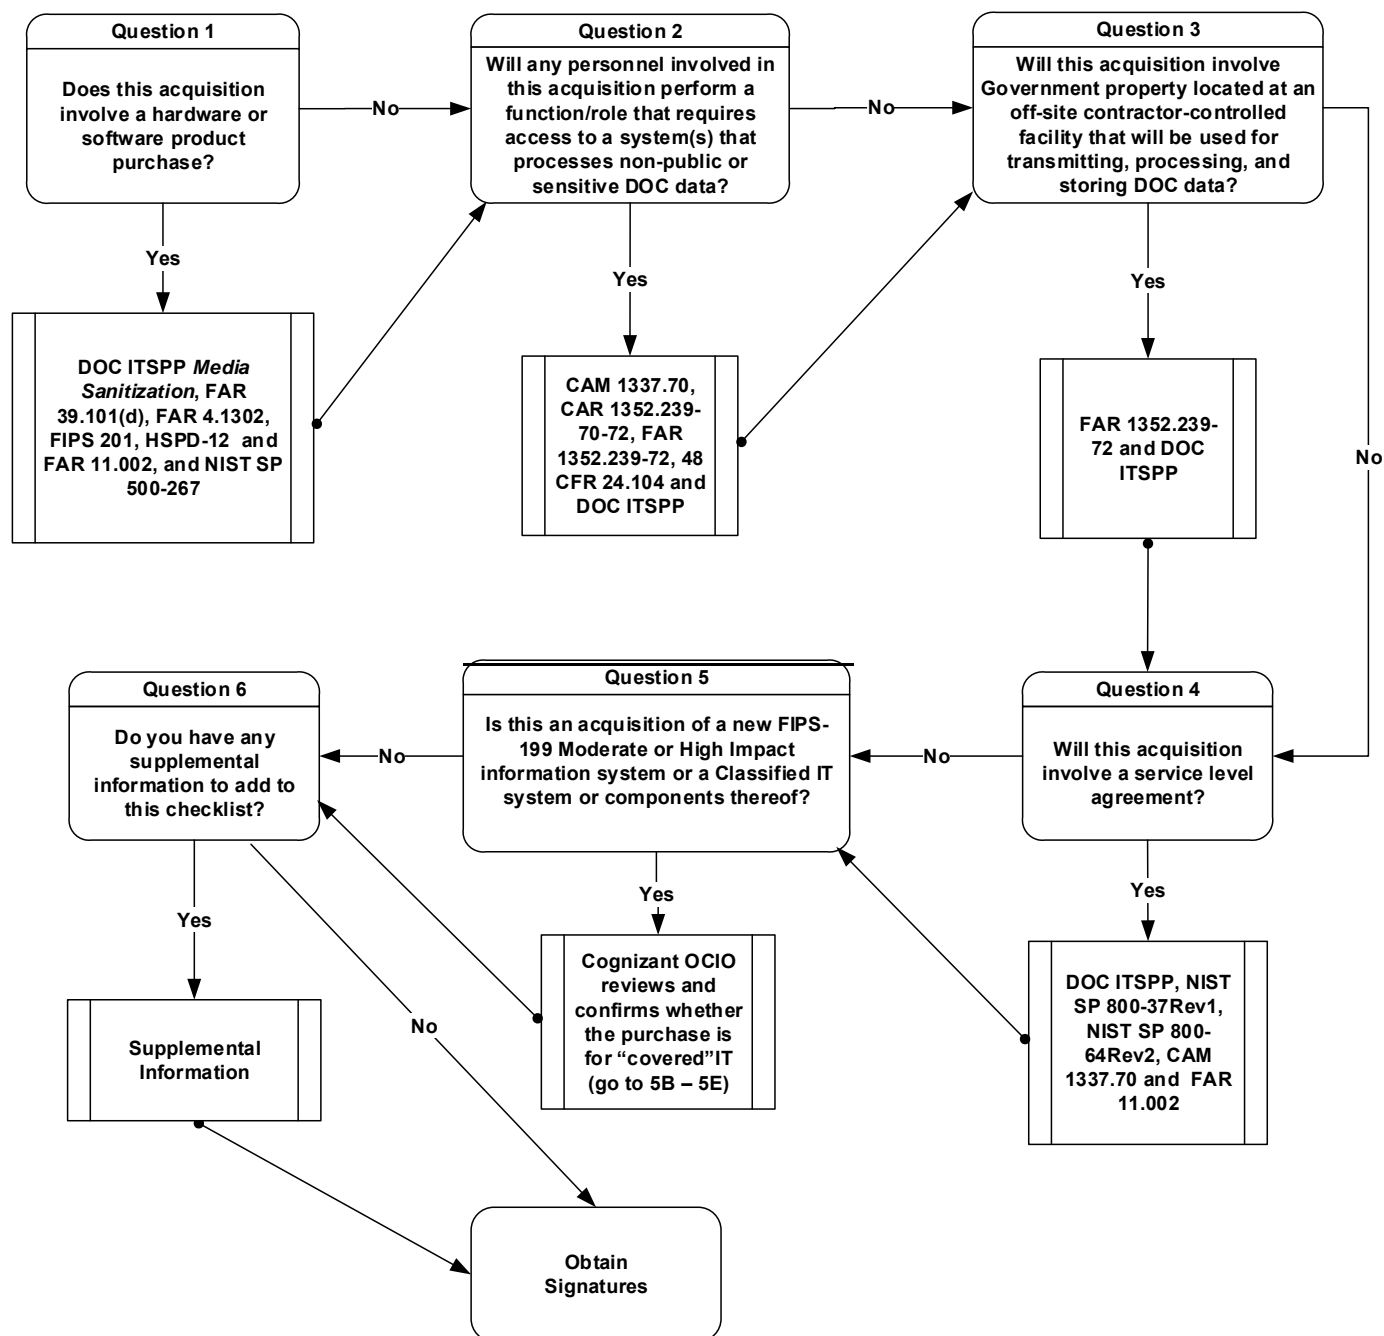 Question 1
Does this acquisition
involve a hardware or
software product
purchase?
No
Yes
DOC ITSPP Media
Sanitization, FAR
39.101(d), FAR 4.1302,
FIPS 201, HSPD-12 and
FAR 11.002, and NIST SP
500-267
Question 2
Will any personnel involved in
this acquisition perform a
function/role that requires
access to a system(s) that
processes non-public or
sensitive DOC data?
No
Yes
CAM 1337.70,
CAR 1352.239-
70-72, FAR
1352.239-72, 48
CFR 24.104 and
DOC ITSPP
Question 3
Will this acquisition involve
Government property located at an
off-site contractor-controlled
facility that will be used for
transmitting, processing, and
storing DOC data?
Yes
No
FAR 1352.239-
72 and DOC
ITSPP
Question 4
Will this acquisition
involve a service level
agreement?
No
Yes
DOC ITSPP, NIST
SP 800-37Rev1,
NIST SP 800-
64Rev2, CAM
1337.70 and FAR
11.002
Question 5
Is this an acquisition of a new FIPS-
199 Moderate or High Impact
information system or a Classified IT
system or components thereof?
No
Yes
Cognizant OCIO
reviews and
confirms whether
the purchase is
for “covered”IT
(go to 5B – 5E)
Question 6
Do you have any
supplemental
information to add to
this checklist?
Yes
No
Supplemental
Information
Obtain
Signatures